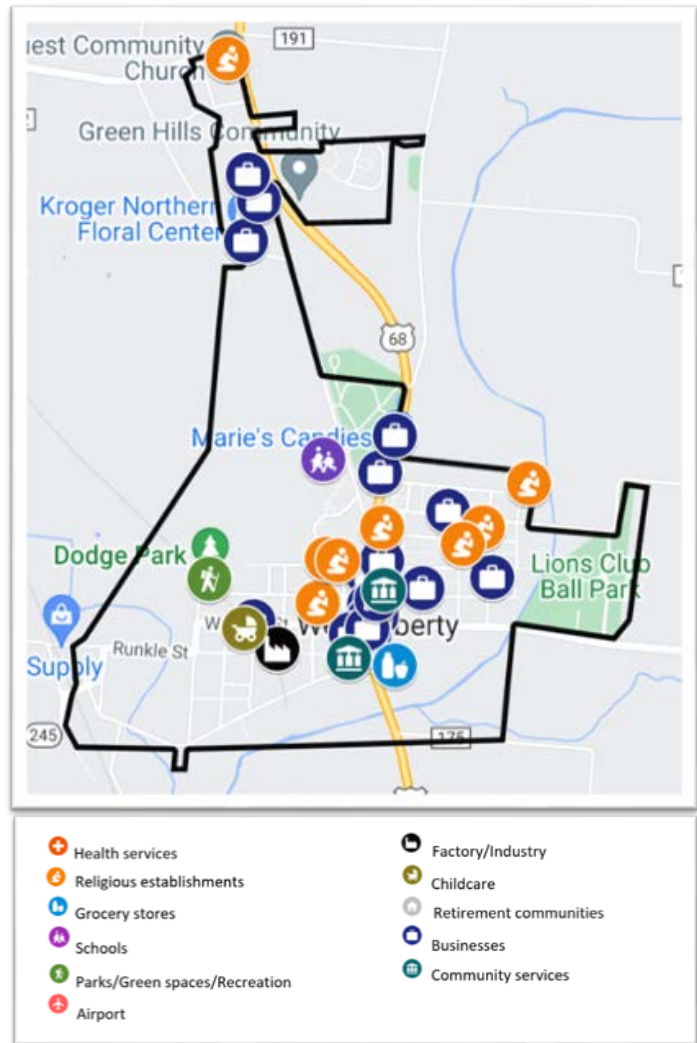 uest Community
Church
191
Green Hills Community
Kroger Northern
Floral Center
68
Marie's Candies
Dodge Park
Lions Club
Ball Park
W
St
W
berty
Supply
Runkle St
245
175
Health services
Religious establishments
Grocery stores
Schools
Parks/Green spaces/Recreation
Airport
Factory/Industry
Childcare
Retirement communities
Businesses
Community services